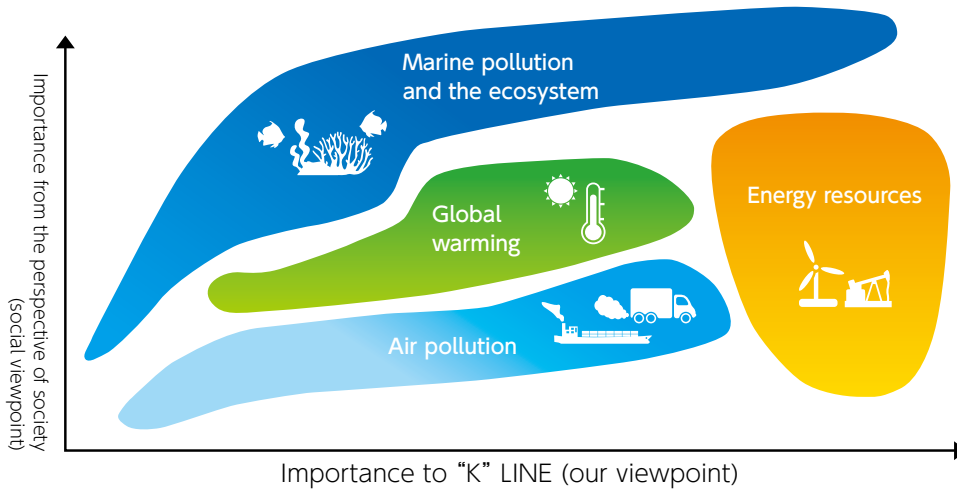 Importance from the perspective of society
(social viewpoint)
Marine pollution
and the ecosystem
Global
warming
Energy resources
Air pollution
Importance to “K” LINE (our viewpoint)